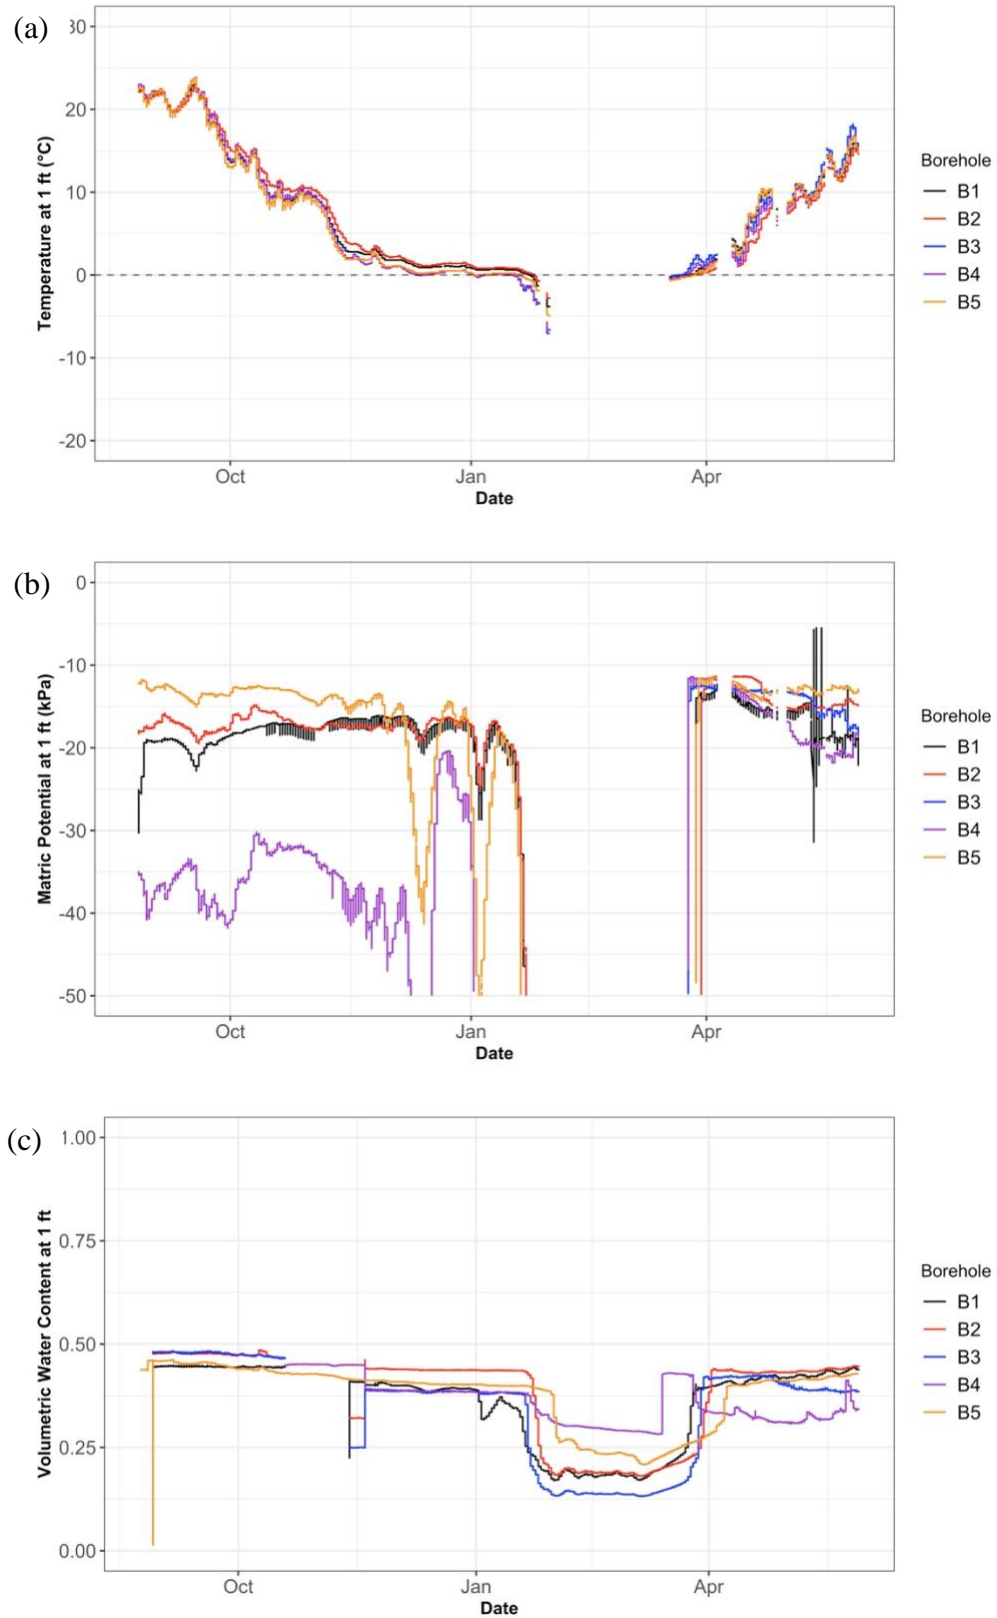 (a)
30
20
10
0
-10
-20
Temperature at 1 ft (°C)
Oct Jan Apr
Date
Borehole
B1
B2
B3
B4
B5
(b)
0
-10
-20
-30
-40
-50
Matric Potential at 1 ft (kPa)
Oct Jan Apr
Date
Borehole
B1
B2
B3
B4
B5
(c)
1.00
0.75
0.50
0.25
0.00
Volumetric Water Content at 1 ft
Oct Jan Apr
Date
Borehole
B1
B2
B3
B4
B5